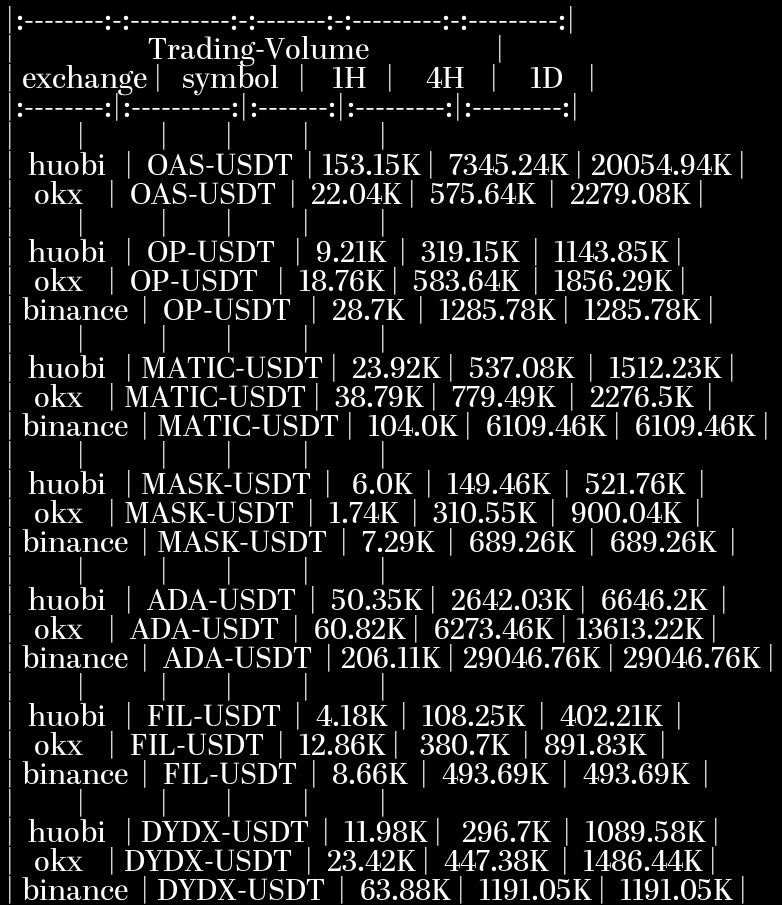 |:--------:-:----------:-:-------:-:---------:-:---------:|
| Trading-Volume |
| exchange | symbol | 1H | 4H | 1D |
|:--------:|:----------:|:-------:|:---------:|:---------:|
| | | | | |
| huobi | OAS-USDT | 153.15K | 7345.24K | 20054.94K |
| okx | OAS-USDT | 22.04K | 575.64K | 2279.08K |
| | | | | |
| huobi | OP-USDT | 9.21K | 319.15K | 1143.85K |
| okx | OP-USDT | 18.76K | 583.64K | 1856.29K |
| binance | OP-USDT | 28.7K | 1285.78K | 1285.78K |
| | | | | |
| huobi | MATIC-USDT | 23.92K | 537.08K | 1512.23K |
| okx | MATIC-USDT | 38.79K | 779.49K | 2276.5K |
| binance | MATIC-USDT | 104.0K | 6109.46K | 6109.46K |
| | | | | |
| huobi | MASK-USDT | 6.0K | 149.46K | 521.76K |
| okx | MASK-USDT | 1.74K | 310.55K | 900.04K |
| binance | MASK-USDT | 7.29K | 689.26K | 689.26K |
| | | | | |
| huobi | ADA-USDT | 50.35K | 2642.03K | 6646.2K |
| okx | ADA-USDT | 60.82K | 6273.46K | 13613.22K |
| binance | ADA-USDT | 206.11K | 29046.76K | 29046.76K |
| | | | | |
| huobi | FIL-USDT | 4.18K | 108.25K | 402.21K |
| okx | FIL-USDT | 12.86K | 380.7K | 891.83K |
| binance | FIL-USDT | 8.66K | 493.69K | 493.69K |
| | | | | |
| huobi | DYDX-USDT | 11.98K | 296.7K | 1089.58K |
| okx | DYDX-USDT | 23.42K | 447.38K | 1486.44K |
| binance | DYDX-USDT | 63.88K | 1191.05K | 1191.05K |